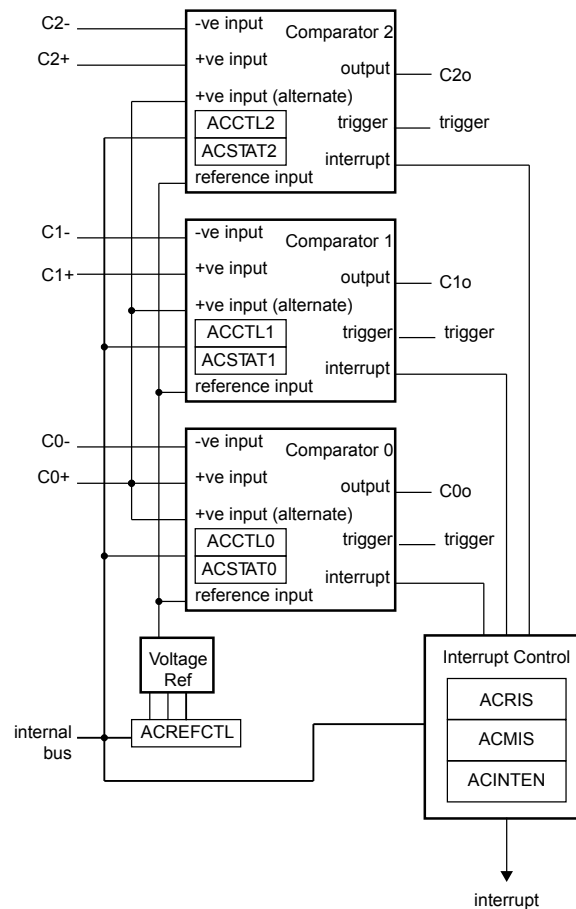 C2-
-ve input
Comparator 2
C2+
+ve input
output
C2o
+ve input (alternate)
ACCTL2
trigger
trigger
ACSTAT2
interrupt
reference input
C1-
-ve input
Comparator 1
C1+
+ve input
output
C1o
+ve input (alternate)
ACCTL1
trigger
trigger
ACSTAT1
interrupt
reference input
C0-
-ve input
Comparator 0
C0+
+ve input
output
C0o
+ve input (alternate)
ACCTL0
trigger
trigger
ACSTAT0
interrupt
reference input
Voltage
Ref
Interrupt Control
ACRIS
internal
bus
ACREFCTL
ACMIS
ACINTEN
interrupt